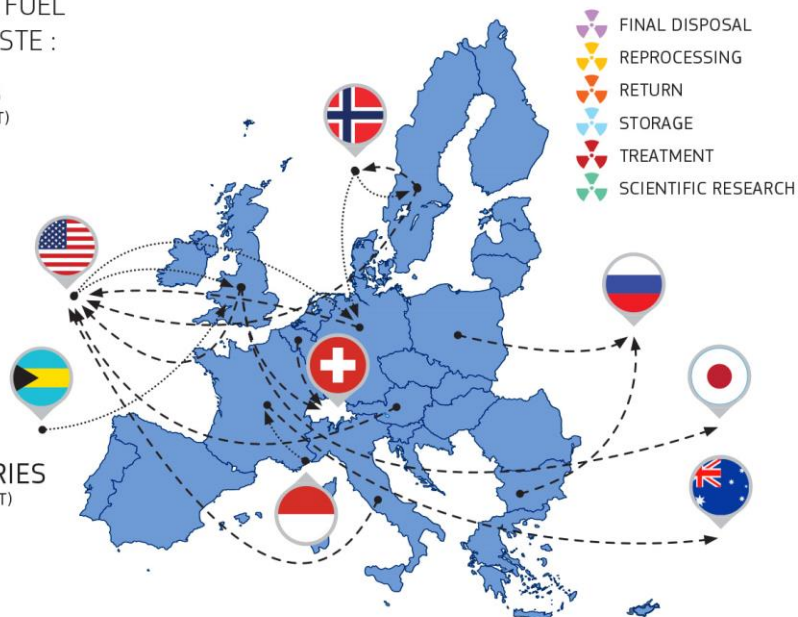 FUEL
STE :
T)
FINAL DISPOSAL
REPROCESSING
RETURN
STORAGE
TREATMENT
SCIENTIFIC RESEARCH
RIES
T)